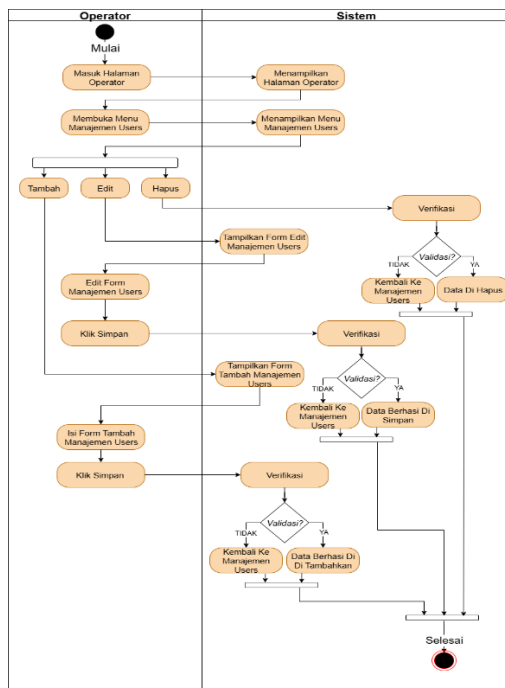 Operator
Sistem
Mulai
Masuk Halaman
Operator
Menampilkan
Halaman Operator
Membuka Menu
Manajemen Users
Menampilkan Menu
Manajemen Users
Tambah
Edit
Hapus
Verifikasi
Tampilkan Form Edit
Manajemen Users
Validasi?
TIDAK
YA
Edit Form
Manajemen Users
Kembali Ke
Manajemen
Users
Data Di Hapus
Klik Simpan
Verifikasi
Tampilkan Form
Tambah Manajemen
Users
Validasi?
TIDAK
YA
Kembali Ke
Manajemen
Users
Data Berhasi Di
Simpan
Isi Form Tambah
Manajemen Users
Klik Simpan
Verifikasi
Validasi?
TIDAK
YA
Kembali Ke
Manajemen
Users
Data Berhasi Di
Di Tambahkan
Selesai